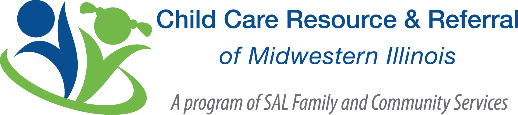 Child Care Resource & Referral
of Midwestern Illinois
A program of SAL Family and Community Services